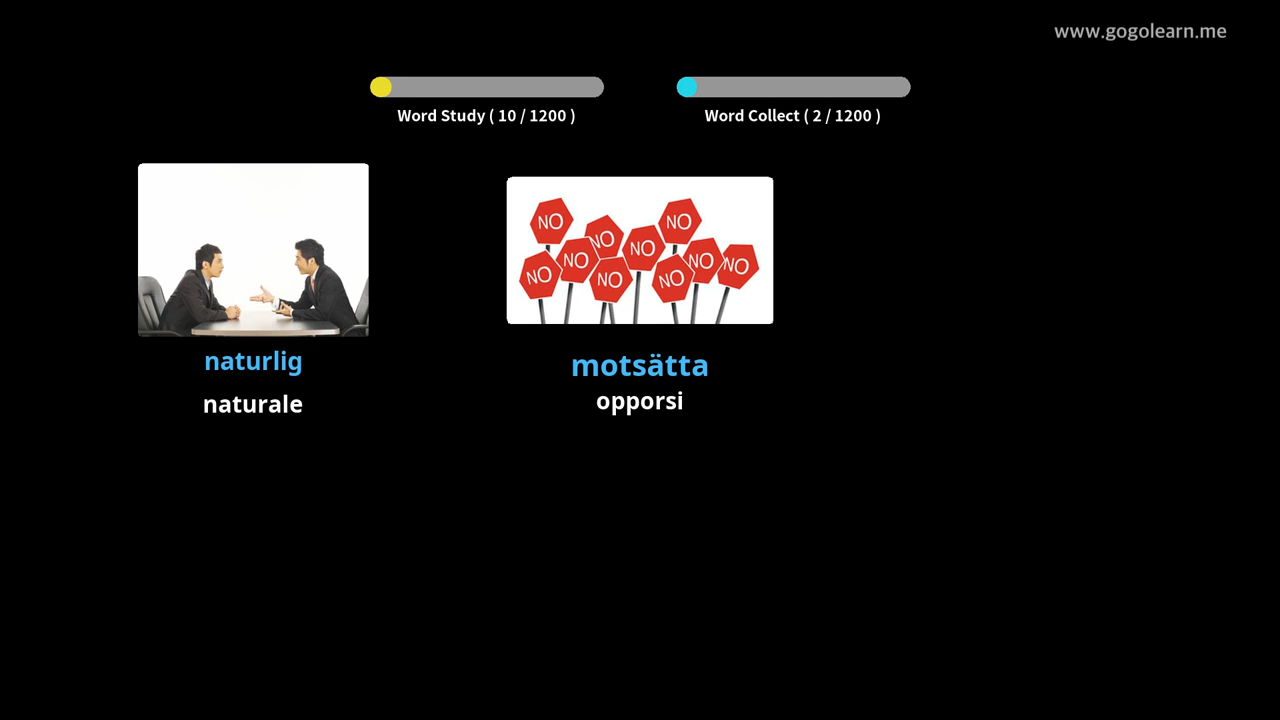 www.gogolearn.me
Word Study ( 10 / 1200 )
Word Collect ( 2 / 1200 )
NO
NO
NO
NO
NO
NO
NO
NO
NO
NO
naturlig
naturale
motsätta
opporsi